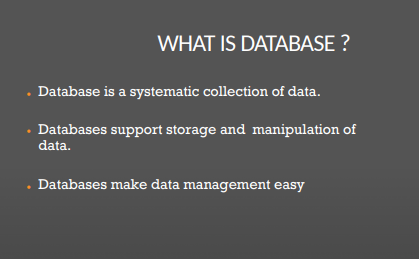 WHAT IS DATABASE ?
• Database is a systematic collection of data.
• Databases support storage and manipulation of
data.
• Databases make data management easy